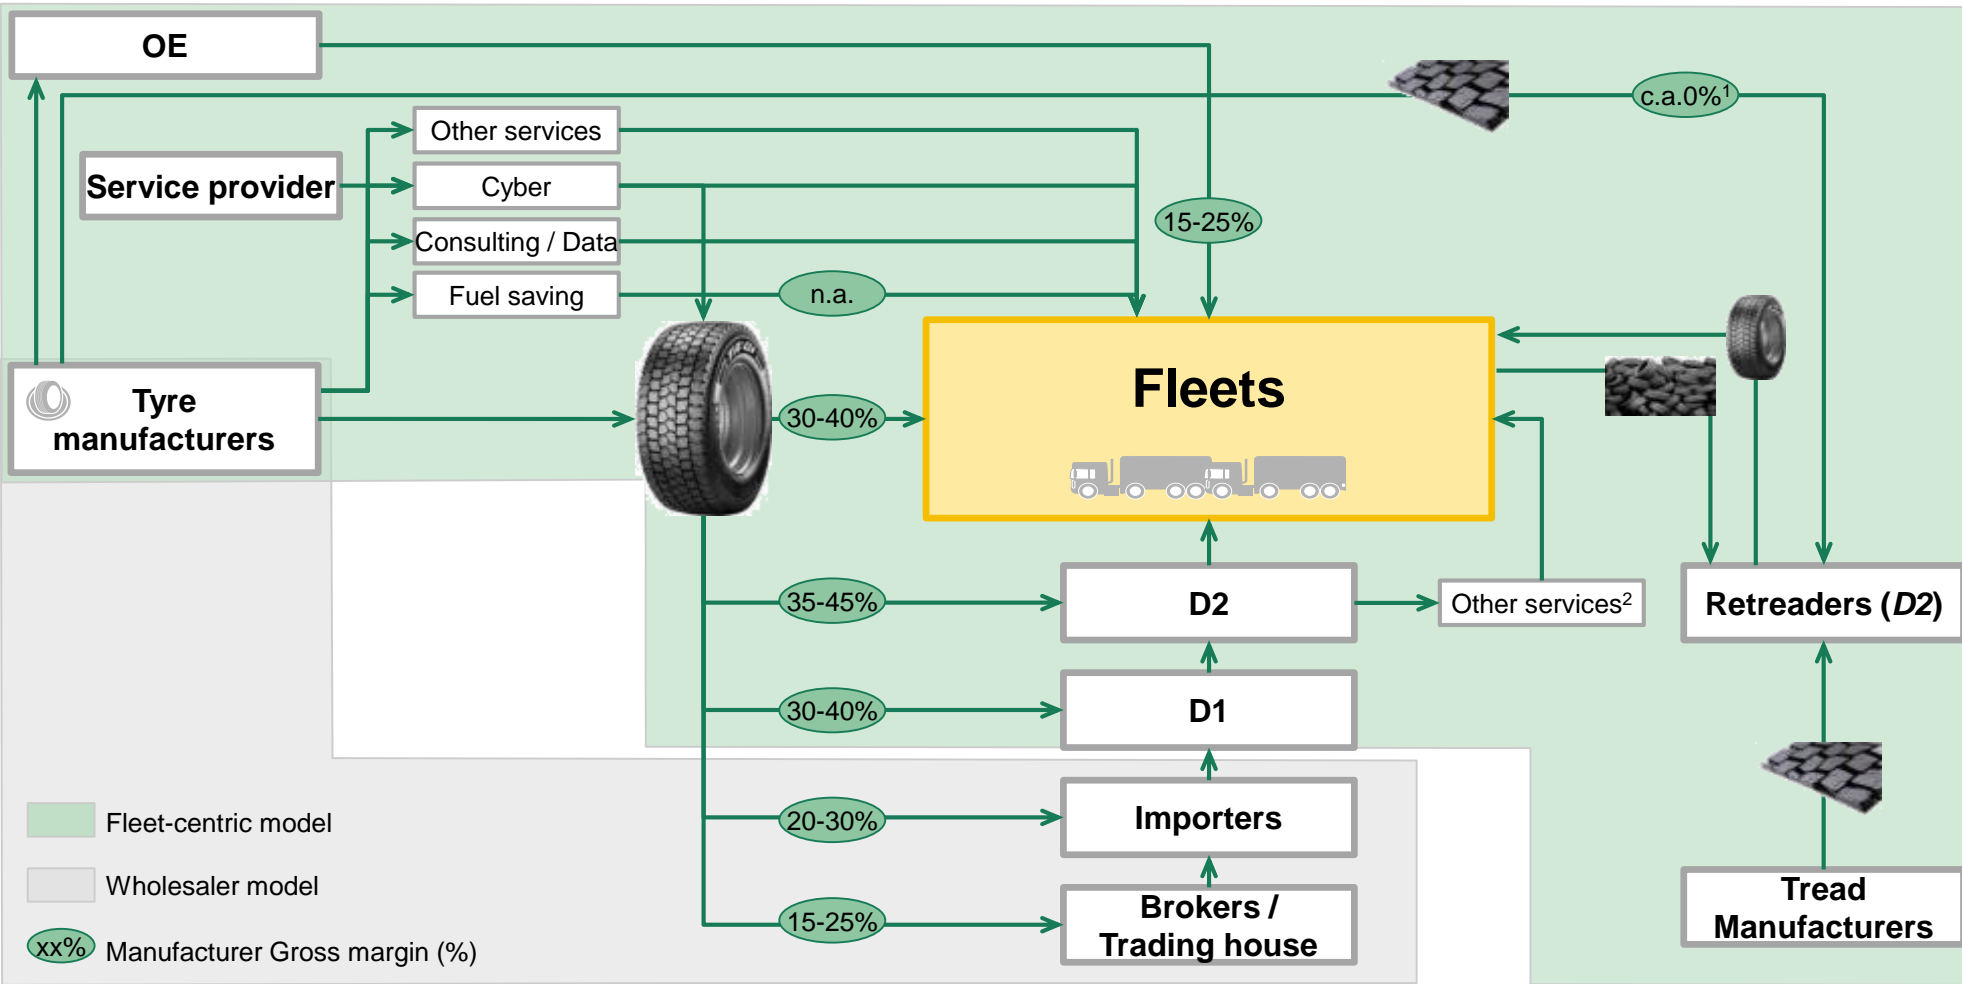 OE
c.a.0%1
Other services
Service provider
Cyber
15-25%
Consulting / Data
Fuel saving
n.a.
Tyre
manufacturers
30-40%
Fleets
35-45%
D2
Other services2
Retreaders (D2)
30-40%
D1
20-30%
Importers
Fleet-centric model
Wholesaler model
15-25%
Brokers /
Trading house
Tread
Manufacturers
xx%
Manufacturer Gross margin (%)